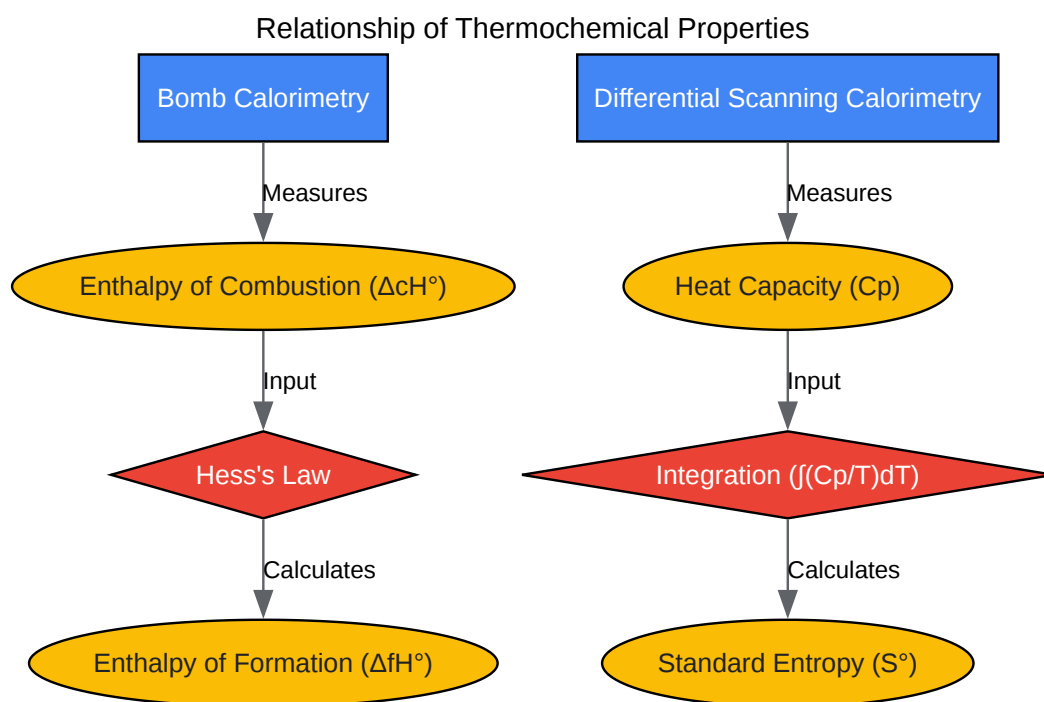 Relationship of Thermochemical Properties
Bomb Calorimetry
Differential Scanning Calorimetry
Measures
Measures
Enthalpy of Combustion (ΔcH°)
Heat Capacity (Cp)
Input
Input
Hess's Law
Integration (∫(Cp/T)dT)
Calculates
Calculates
Enthalpy of Formation (ΔfH°)
Standard Entropy (S°)